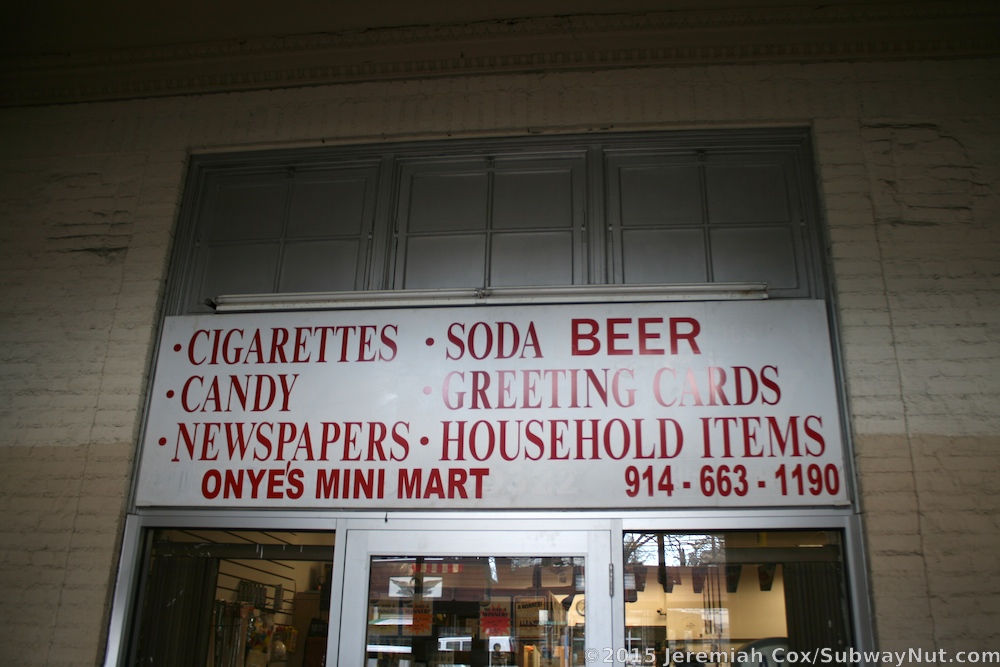 • CIGARETTES • SODA BEER
• CANDY • GREETING CARDS
• NEWSPAPERS • HOUSEHOLD ITEMS
ONYE'S MINI MART 914 - 663 - 1190
©2015 Jeremiah Cox/SubwayNut.com